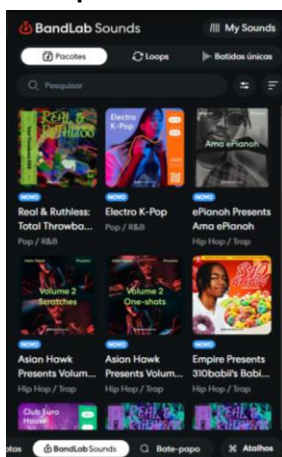 BandLab Sounds
My Sounds
Pacotes
Loops
Batidas únicas
Pesquisar
REAL &
RUTHLESS
Electro
K-Pop
Ama ePianoh
NOVO
NOVO
NOVO
Real & Ruthless:
Total Throwba...
Pop / R&B
Electro K-Pop
Pop / R&B
ePianoh Presents
Ama ePianoh
Hip Hop / Trap
Volume 2
Scratches
Volume 2
One-shots
NOVO
NOVO
NOVO
Asian Hawk
Presents Volum...
Hip Hop / Trap
Asian Hawk
Presents Volum...
Hip Hop / Trap
Empire Presents
310babii's Babi...
Hip Hop / Trap
Club Euro
House
REAL &
REAL &
otas
BandLab Sounds
Bate-papo
Atalhos